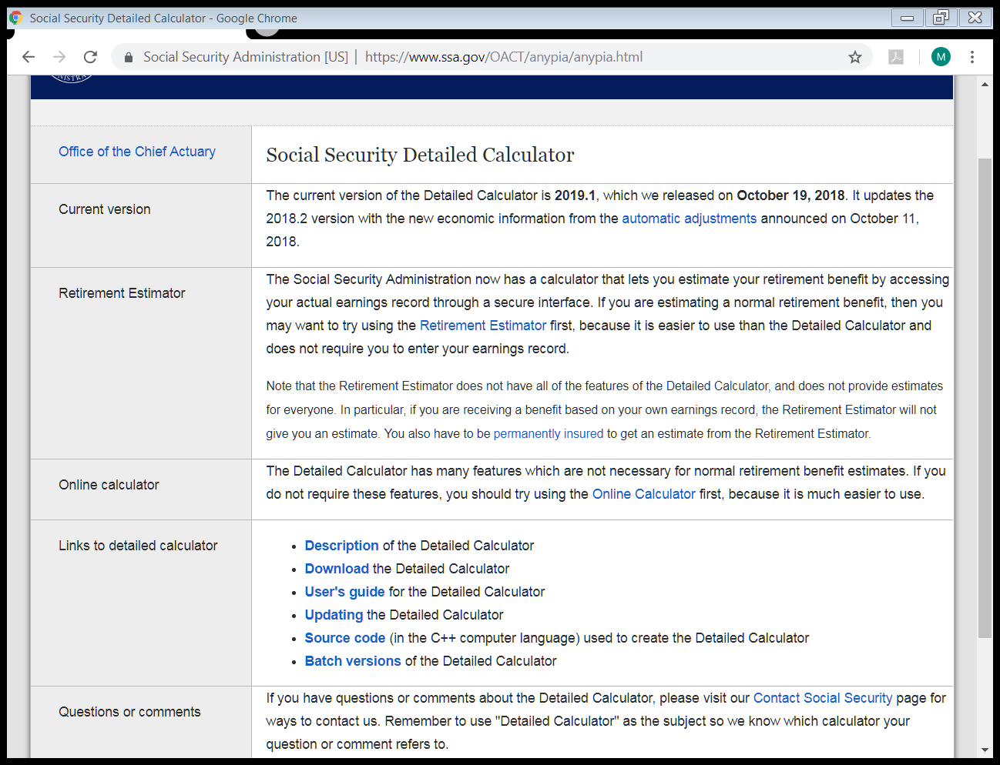 Social Security Detailed Calculator - Google Chrome
Social Security Administration [US] | https://www.ssa.gov/OACT/anypia/anypia.html
M
Office of the Chief Actuary
Social Security Detailed Calculator
Current version
The current version of the Detailed Calculator is 2019.1, which we released on October 19, 2018. It updates the
2018.2 version with the new economic information from the automatic adjustments announced on October 11,
2018.
Retirement Estimator
The Social Security Administration now has a calculator that lets you estimate your retirement benefit by accessing
your actual earnings record through a secure interface. If you are estimating a normal retirement benefit, then you
may want to try using the Retirement Estimator first, because it is easier to use than the Detailed Calculator and
does not require you to enter your earnings record.
Note that the Retirement Estimator does not have all of the features of the Detailed Calculator, and does not provide estimates
for everyone. In particular, if you are receiving a benefit based on your own earnings record, the Retirement Estimator will not
give you an estimate. You also have to be permanently insured to get an estimate from the Retirement Estimator.
Online calculator
The Detailed Calculator has many features which are not necessary for normal retirement benefit estimates. If you
do not require these features, you should try using the Online Calculator first, because it is much easier to use.
Links to detailed calculator
• Description of the Detailed Calculator
• Download the Detailed Calculator
• User's guide for the Detailed Calculator
• Updating the Detailed Calculator
• Source code (in the C++ computer language) used to create the Detailed Calculator
• Batch versions of the Detailed Calculator
Questions or comments
If you have questions or comments about the Detailed Calculator, please visit our Contact Social Security page for
ways to contact us. Remember to use "Detailed Calculator" as the subject so we know which calculator your
question or comment refers to.